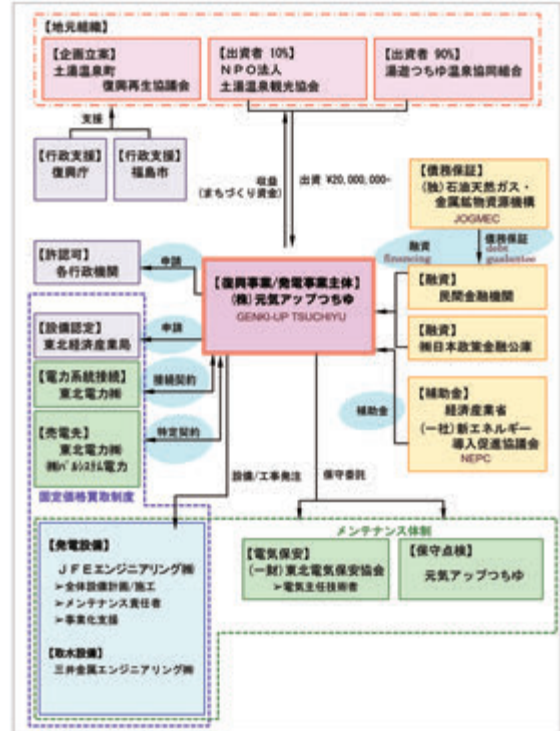 【地元組織】
【企画立案】
土湯温泉町
復興再生協議会
【出資者 10%】
NPO法人
土湯温泉観光協会
【出資者 90%】
湯遊つちゆ温泉協同組合
支援
【行政支援】
復興庁
【行政支援】
福島市
収益
(まちづくり資金)
出資 ¥20,000,000-
【債務保証】
(独)石油天然ガス・
金属鉱物資源機構
JOGMEC
融資
financing
債務保証
debt
guarantee
【許認可】
各行政機関
申請
【復興事業/発電事業主体】
(株)元気アップつちゆ
GENKI-UP TSUCHIYU
【融資】
民間金融機関
【設備認定】
東北経済産業局
申請
【融資】
㈱日本政策金融公庫
【電力系統接続】
東北電力㈱
接続契約
【売電先】
東北電力㈱
㈱パルシステム電力
特定契約
補助金
【補助金】
経済産業省
(一社)新エネルギー
導入促進協議会
NEPC
固定価格買取制度
設備/工事発注
保守委託
メンテナンス体制
【発電設備】
JFEエンジニアリング㈱
➢全体設備計画/施工
➢メンテナンス責任者
➢事業化支援
【取水設備】
三井金属エンジニアリング㈱
【電気保安】
(一財)東北電気保安協会
➢電気主任技術者
【保守点検】
元気アップつちゆ